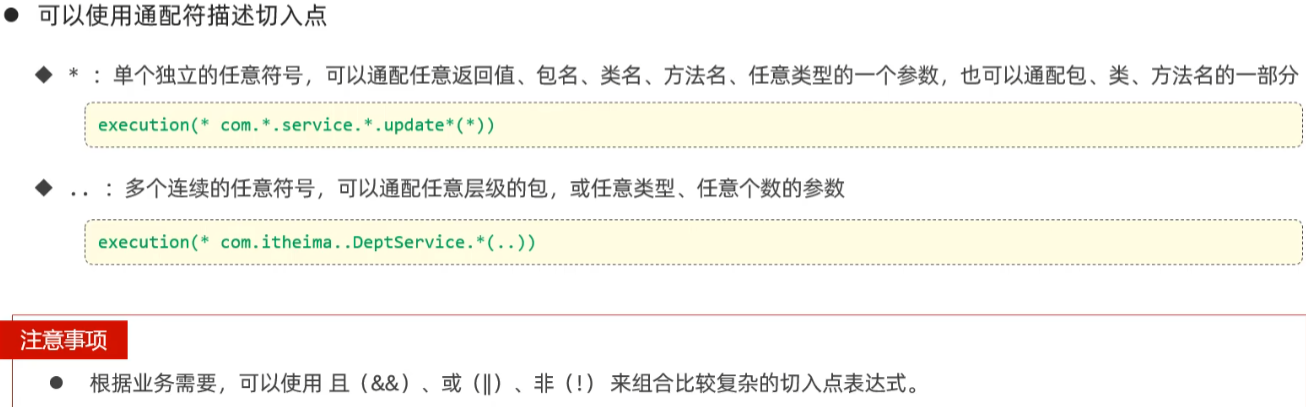 ● 可以使用通配符描述切入点
◆ * ：单个独立的任意符号，可以通配任意返回值、包名、类名、方法名、任意类型的一个参数，也可以通配包、类、方法名的一部分
execution(* com.*.service.*.update*(*))
◆ .. ：多个连续的任意符号，可以通配任意层级的包，或任意类型、任意个数的参数
execution(* com.itheima..DeptService.*(..))
注意事项
● 根据业务需要，可以使用 且（&&）、或（||）、非（!） 来组合比较复杂的切入点表达式。